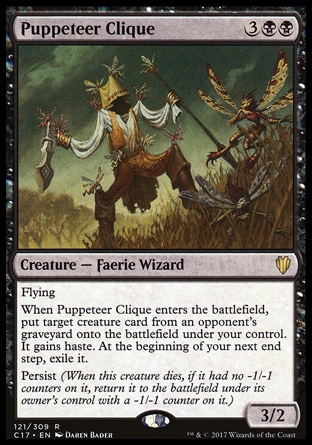 Puppeteer Clique 3
Creature — Faerie Wizard
Flying
When Puppeteer Clique enters the battlefield,
put target creature card from an opponent's
graveyard onto the battlefield under your control.
It gains haste. At the beginning of your next end
step, exile it.
Persist (When this creature dies, if it had no -1/-1
counters on it, return it to the battlefield under its
owner's control with a -1/-1 counter on it.)
3/2
121/309 R
C17 • EN Daren Bader
™ & © 2017 Wizards of the Coast